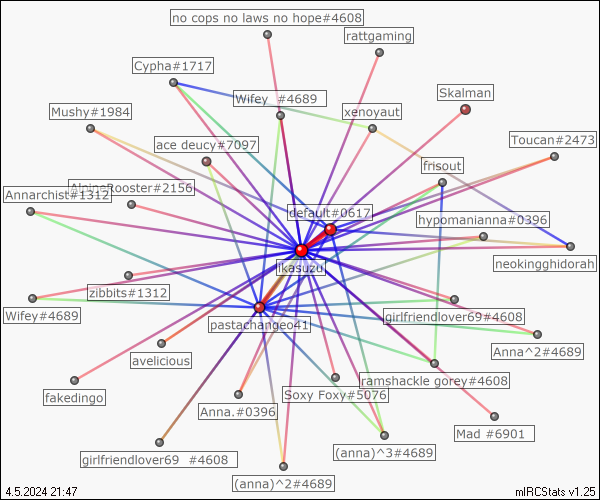 no cops no laws no hope#4608
rattgaming
Cypha#1717
Skalman
Wifey  #4689
Mushy#1984
xenoyaut
Toucan#2473
ace deucy#7097
frisout
AlpineRooster#2156
Annarchist#1312
default#0617
hypomanianna#0396
ikasuzu
neokingghidorah
zibbits#1312
Wifey#4689
girlfriendlover69#4608
pastachangeo41
Anna^2#4689
avelicious
ramshackle gorey#4608
fakedingo
Soxy Foxy#5076
Anna.#0396
Mad #6901
(anna)^3#4689
girlfriendlover69  #4608
(anna)^2#4689
4.5.2024 21:47
mIRCStats v1.25